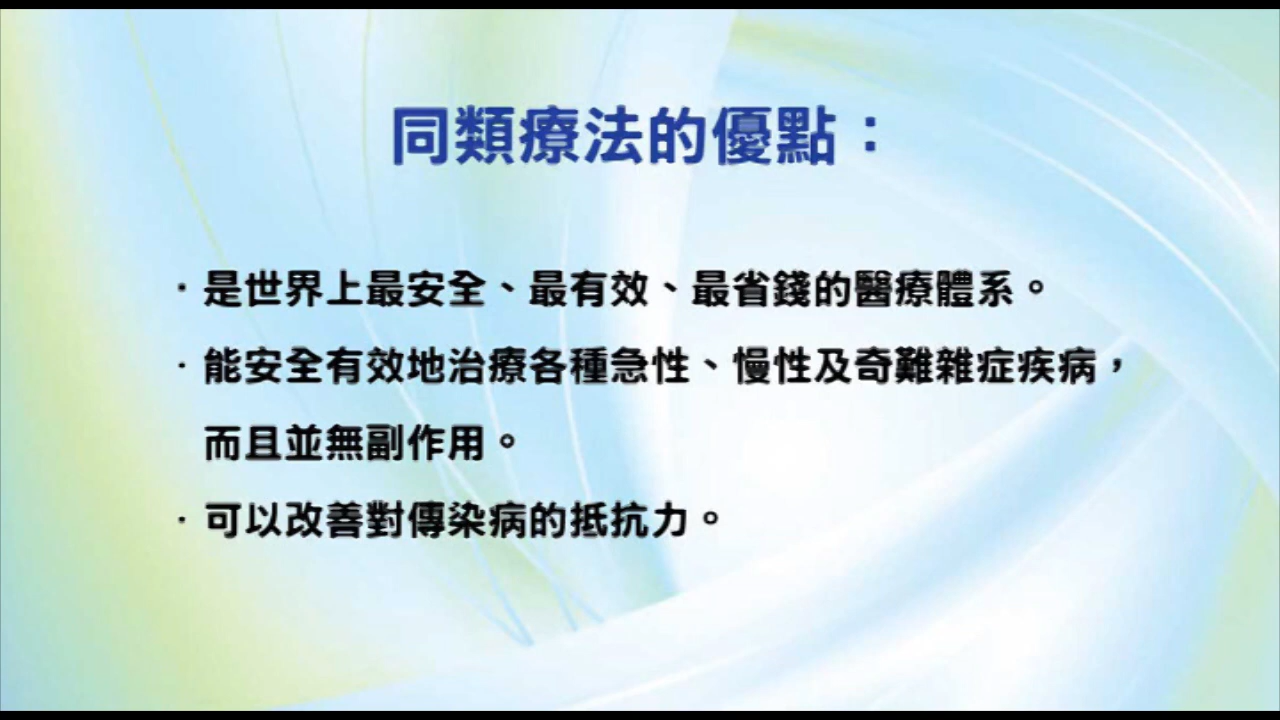 同類療法的優點：
·是世界上最安全、最有效、最省錢的醫療體系。
·能安全有效地治療各種急性、慢性及奇難雜症疾病，
而且並無副作用。
·可以改善對傳染病的抵抗力。